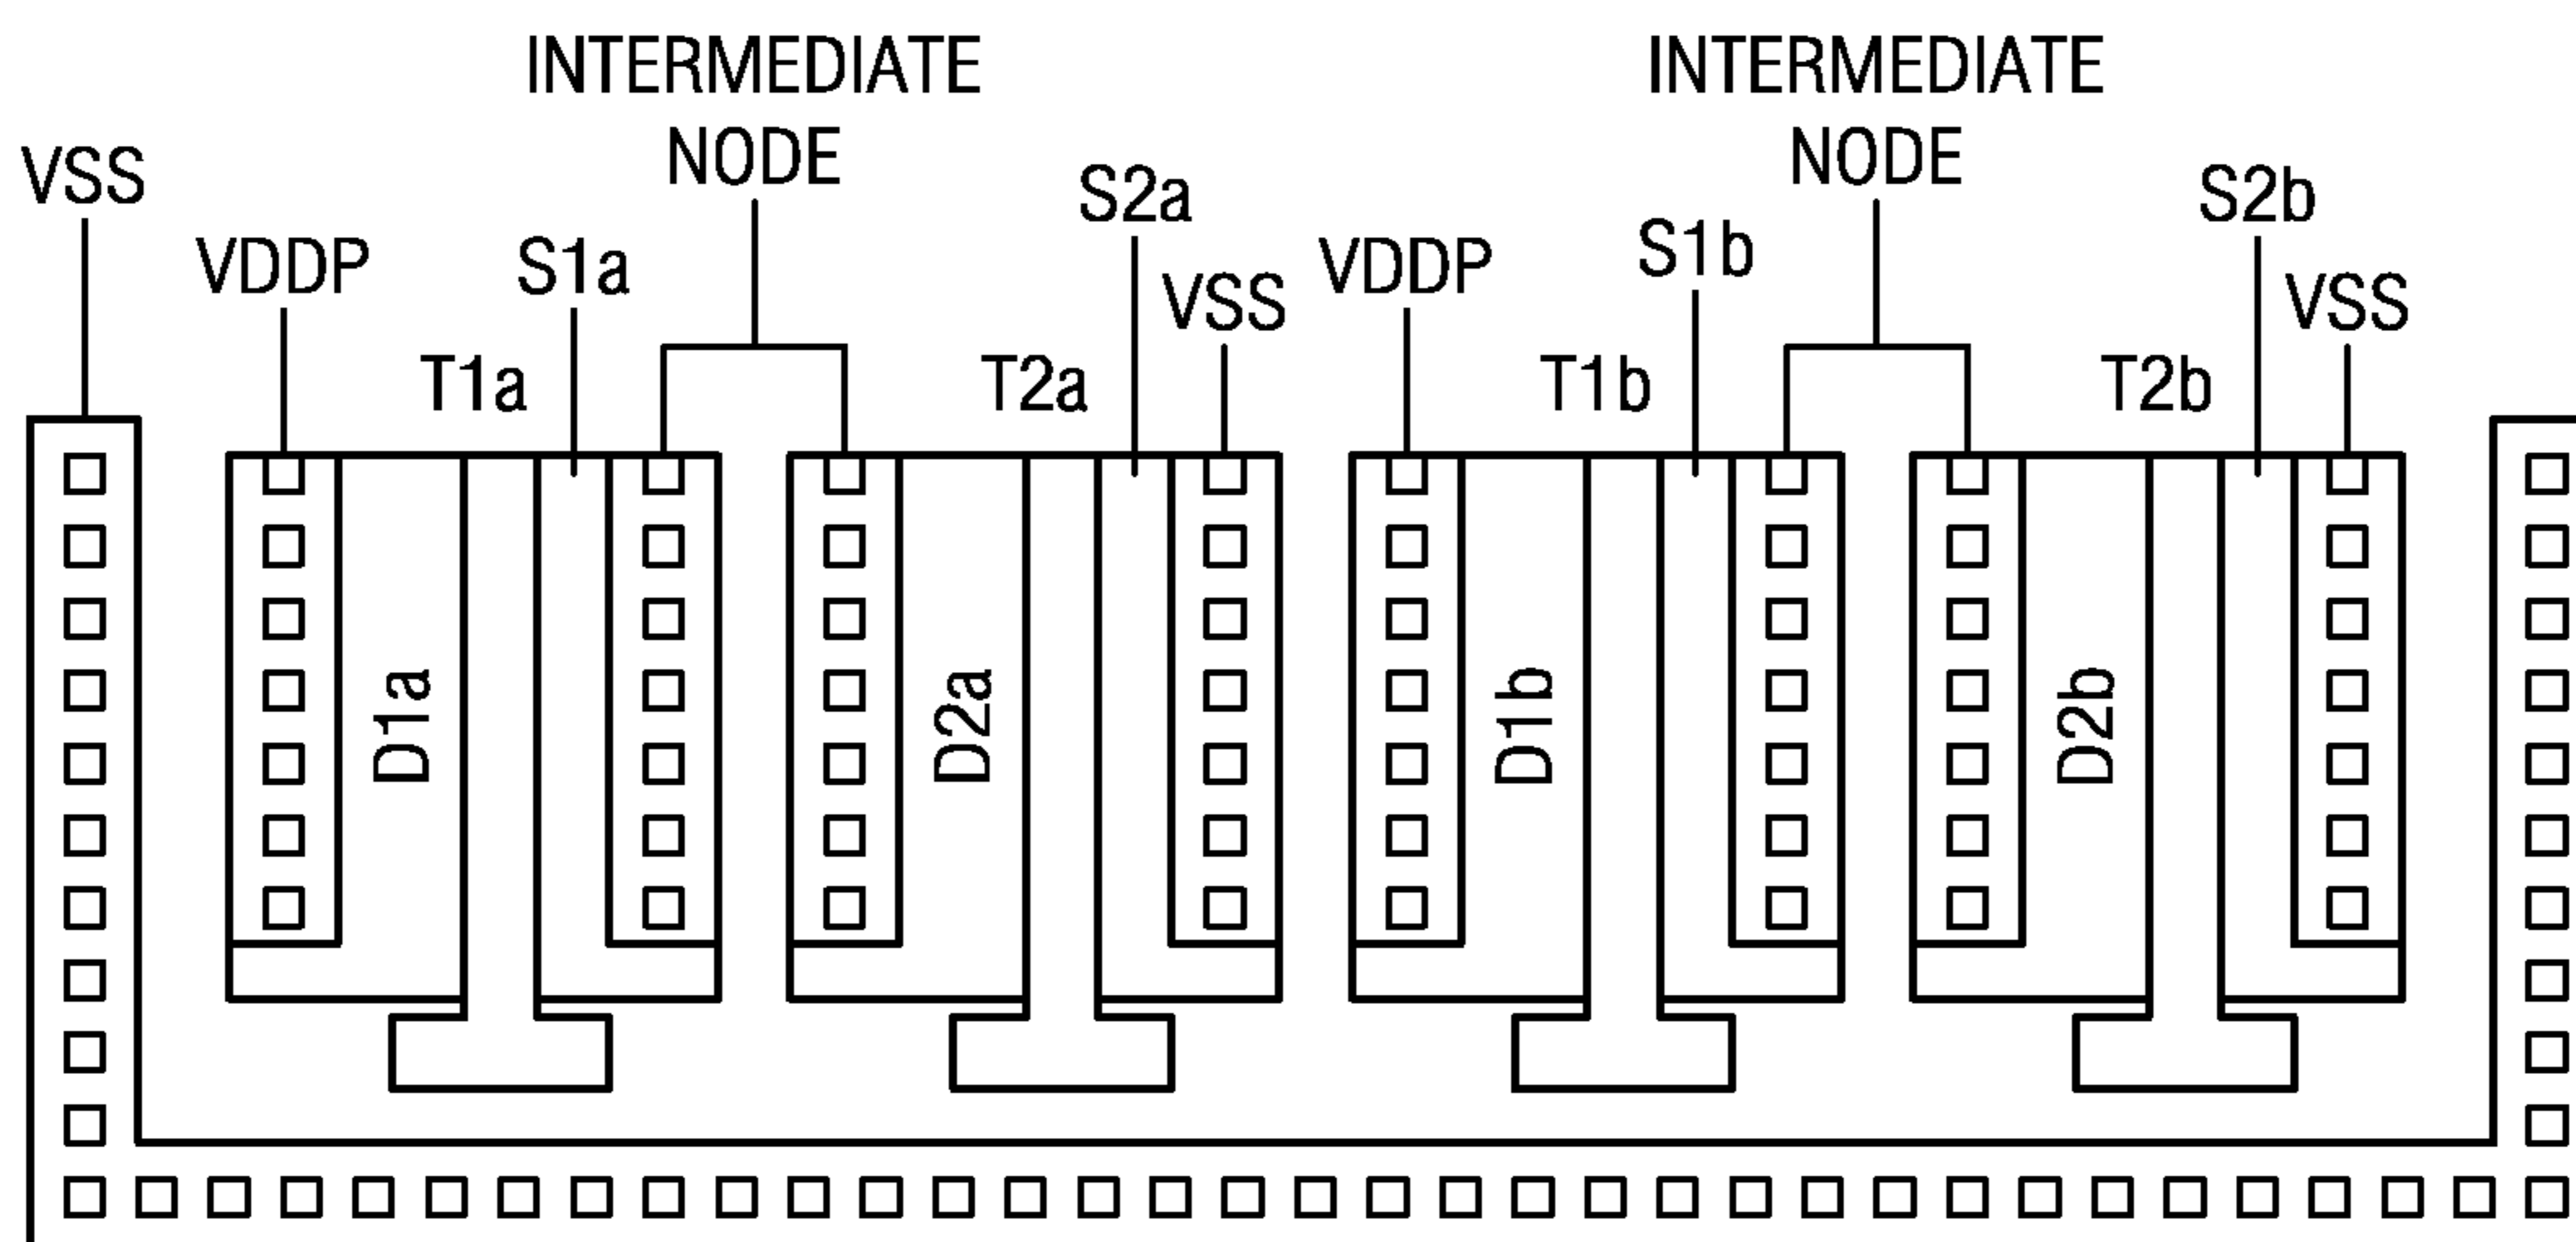 INTERMEDIATE
NODE
INTERMEDIATE
NODE
VSS
S2a
S2b
VDDP
S1a
VSS
VDDP
S1b
VSS
T1a
T2a
T1b
T2b
D1a
D2a
D1b
D2b